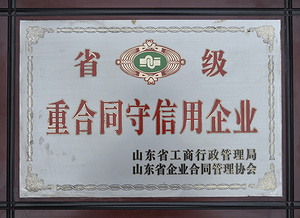 省级
重合同守信用企业
山东省工商行政管理局
山东省企业合同管理协会